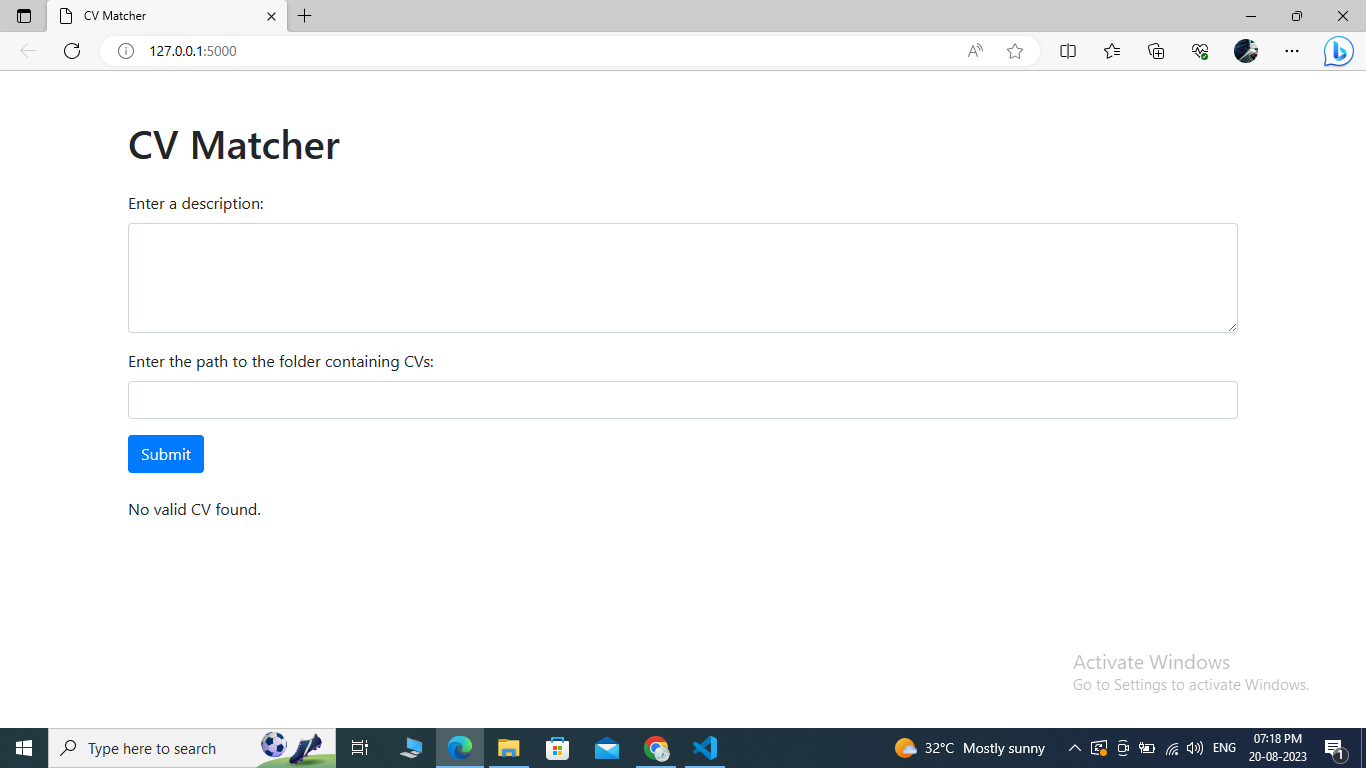 CV Matcher
127.0.0.1:5000
CV Matcher
Enter a description:
Enter the path to the folder containing CVs:
Submit
No valid CV found.
Activate Windows
Go to Settings to activate Windows.
Type here to search
32°C Mostly sunny
ENG
07:18 PM
20-08-2023
1